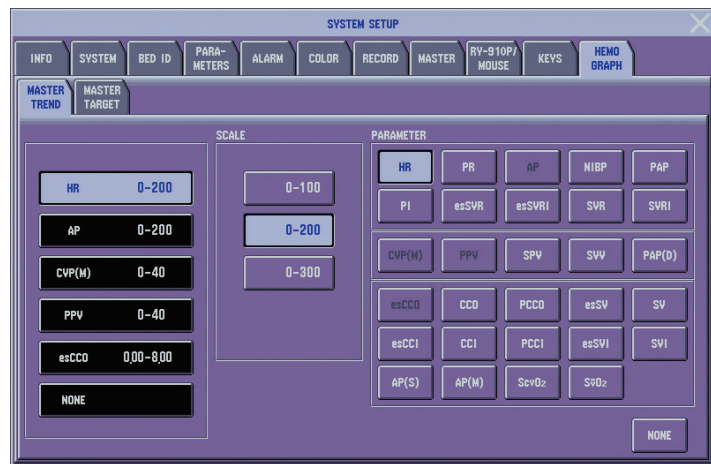 SYSTEM SETUP
INFO SYSTEM BED ID PARA-METERS ALARM COLOR RECORD MASTER RY-910P/MOUSE KEYS HEMO GRAPH
MASTER TREND MASTER TARGET
SCALE PARAMETER
HR 0-200
AP 0-200
CVP(M) 0-40
PPV 0-40
esCCO 0.00-8.00
NONE
0-100
0-200
0-300
HR PR AP NIBP PAP
PI esSVR esSVRI SVR SVRI
CVP(M) PPV SPV SVV PAP(D)
esCCO CCO PCCO esSV SV
esCCI CCI PCCI esSVI SVI
AP(S) AP(M) ScvO2 SvO2
NONE